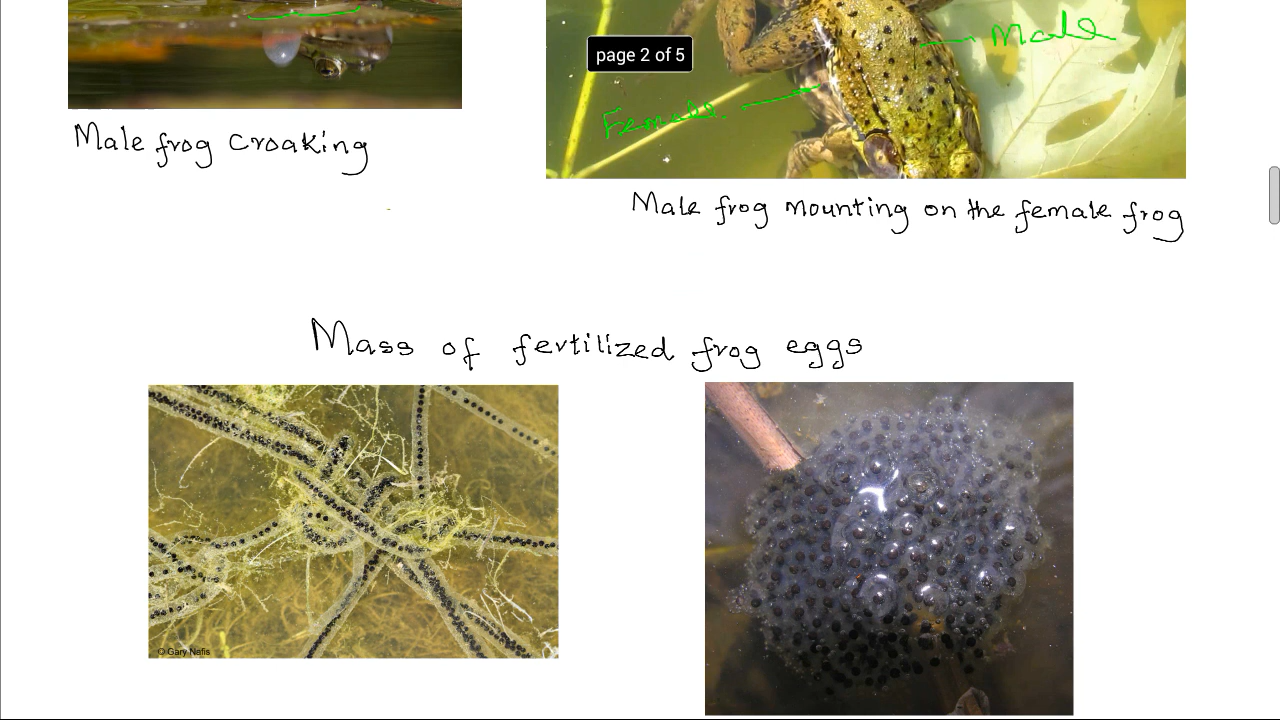 page 2 of 5
Male
Female
Male frog croaking
Male frog mounting on the female frog
Mass of fertilized frog eggs
© Gary Nafis